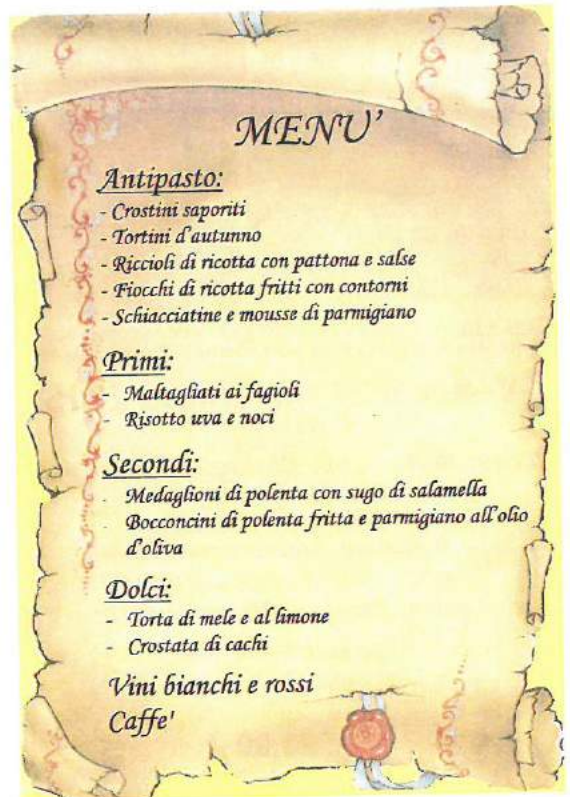 MENU'
Antipasto:
- Crostini saporiti
- Tortini d'autunno
- Riccioli di ricotta con pattona e salse
- Fiocchi di ricotta fritti con contorni
- Schiacciatine e mousse di parmigiano
Primi:
- Maltagliati ai fagioli
- Risotto uva e noci
Secondi:
- Medaglioni di polenta con sugo di salamella
- Bocconcini di polenta fritta e parmigiano all'olio
d'oliva
Dolci:
- Torta di mele e al limone
- Crostata di cachi
Vini bianchi e rossi
Caffe'